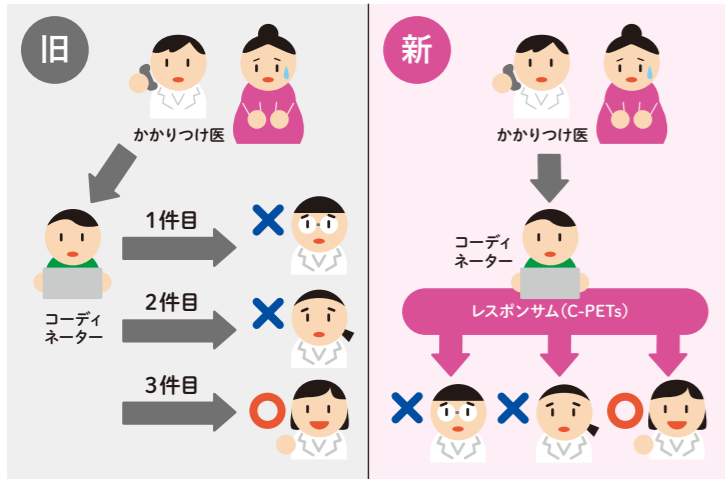 旧
かかりつけ医
1件目
2件目
コーディ
ネーター
3件目
新
かかりつけ医
コーディ
ネーター
レスポンサム(C-PETs)